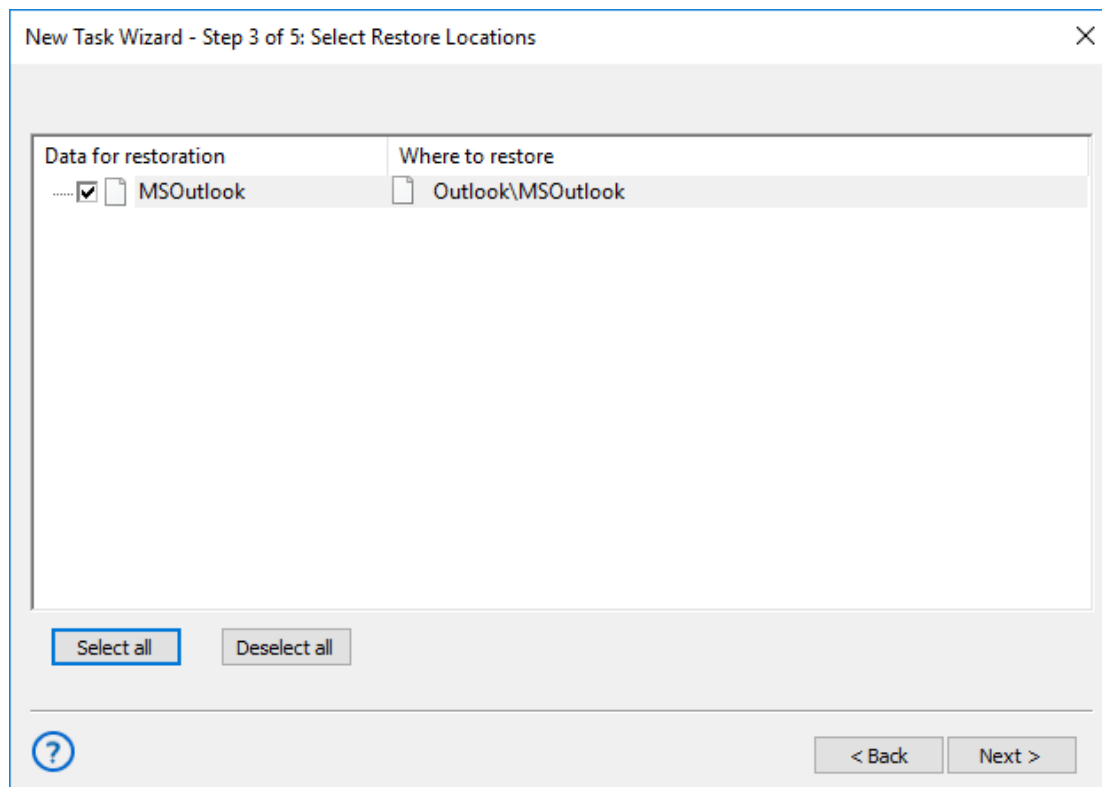 New Task Wizard - Step 3 of 5: Select Restore Locations
Data for restoration Where to restore
MSOutlook Outlook\MSOutlook
Select all Deselect all
? < Back Next >